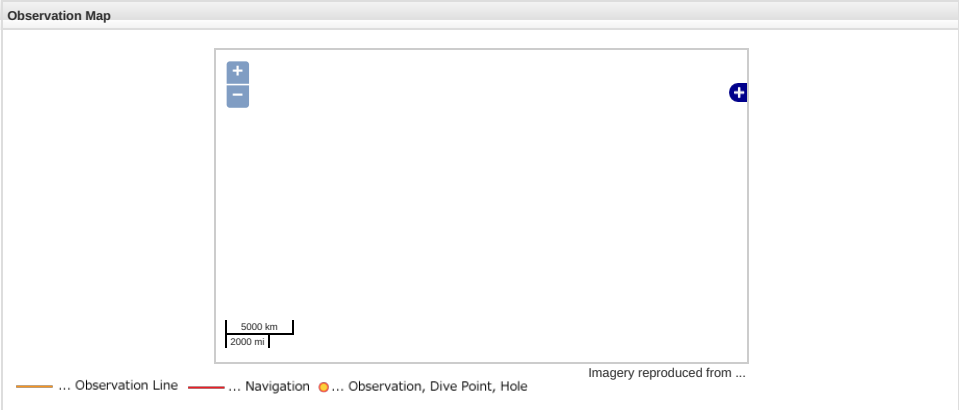 Observation Map
+
−
+
5000 km
2000 mi
Imagery reproduced from ...
... Observation Line ... Navigation ... Observation, Dive Point, Hole